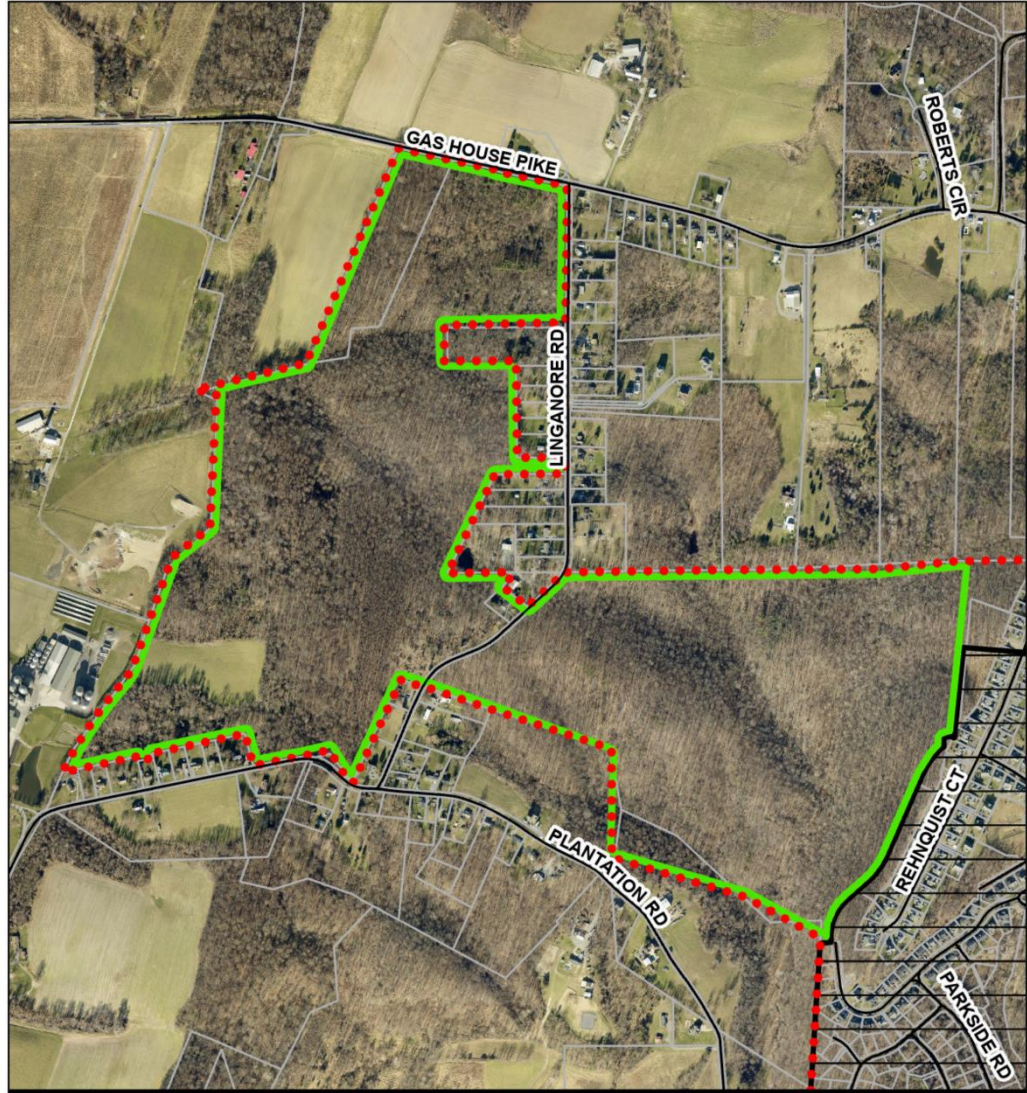 GAS HOUSE PIKE
ROBERTS CIR
LINGANORE RD
REHNQUIST CT
PLANTATION RD
PARKSIDE RD